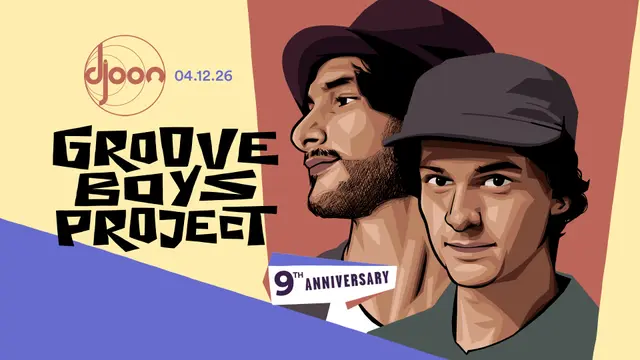 djoon
04.12.26
GROOVE
BOYS
PROJECT
9TH ANNIVERSARY